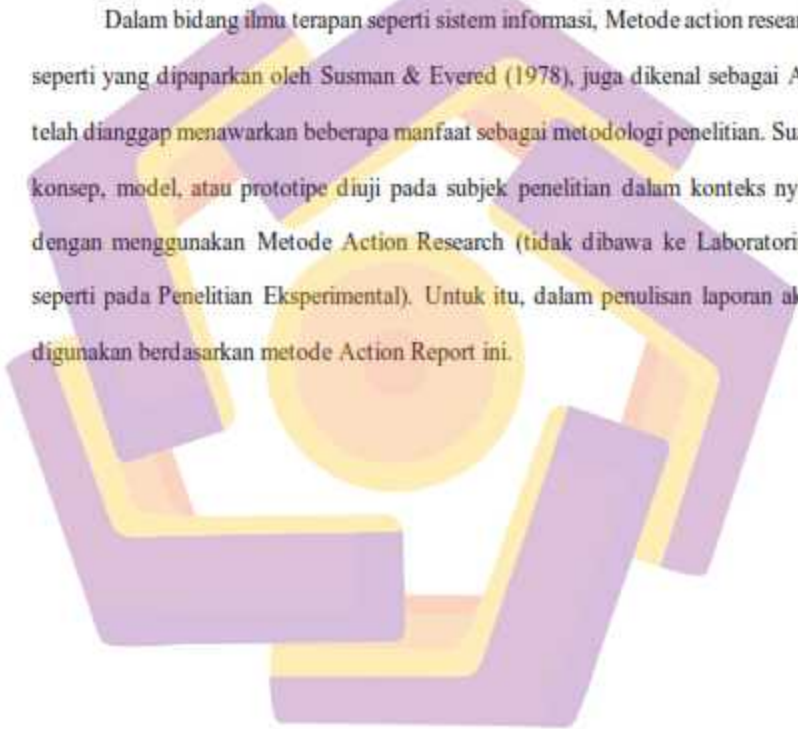 Dalam bidang ilmu terapan seperti sistem informasi, Metode action resear
seperti yang dipaparkan oleh Susman & Evered (1978), juga dikenal sebagai A
telah dianggap menawarkan beberapa manfaat sebagai metodologi penelitian. Su
konsep, model, atau prototipe diuji pada subjek penelitian dalam konteks ny
dengan menggunakan Metode Action Research (tidak dibawa ke Laboratori
seperti pada Penelitian Eksperimental). Untuk itu, dalam penulisan laporan ak
digunakan berdasarkan metode Action Report ini.